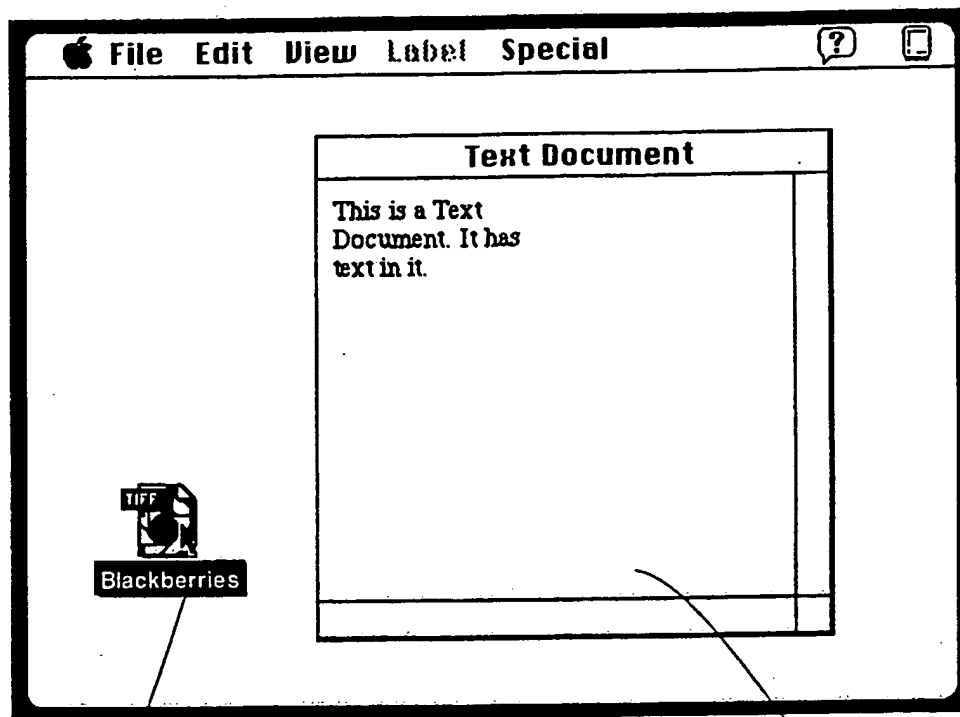 File Edit View Label Special ?
Text Document
This is a Text
Document. It has
text in it.
TIFF
Blackberries